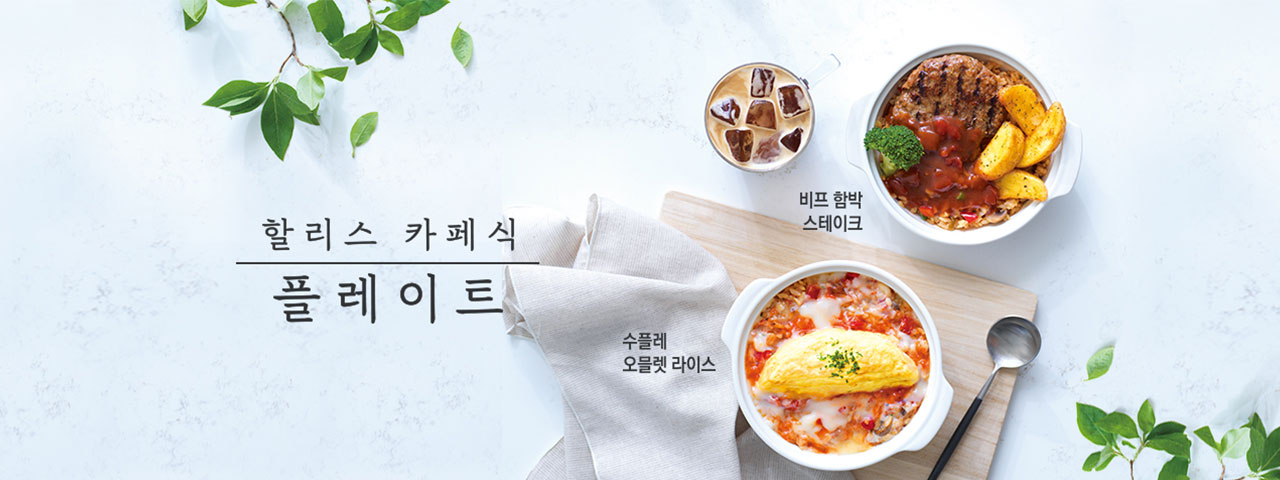 할리스 카페식
플레이트
비프 함박
스테이크
수플레
오믈렛 라이스